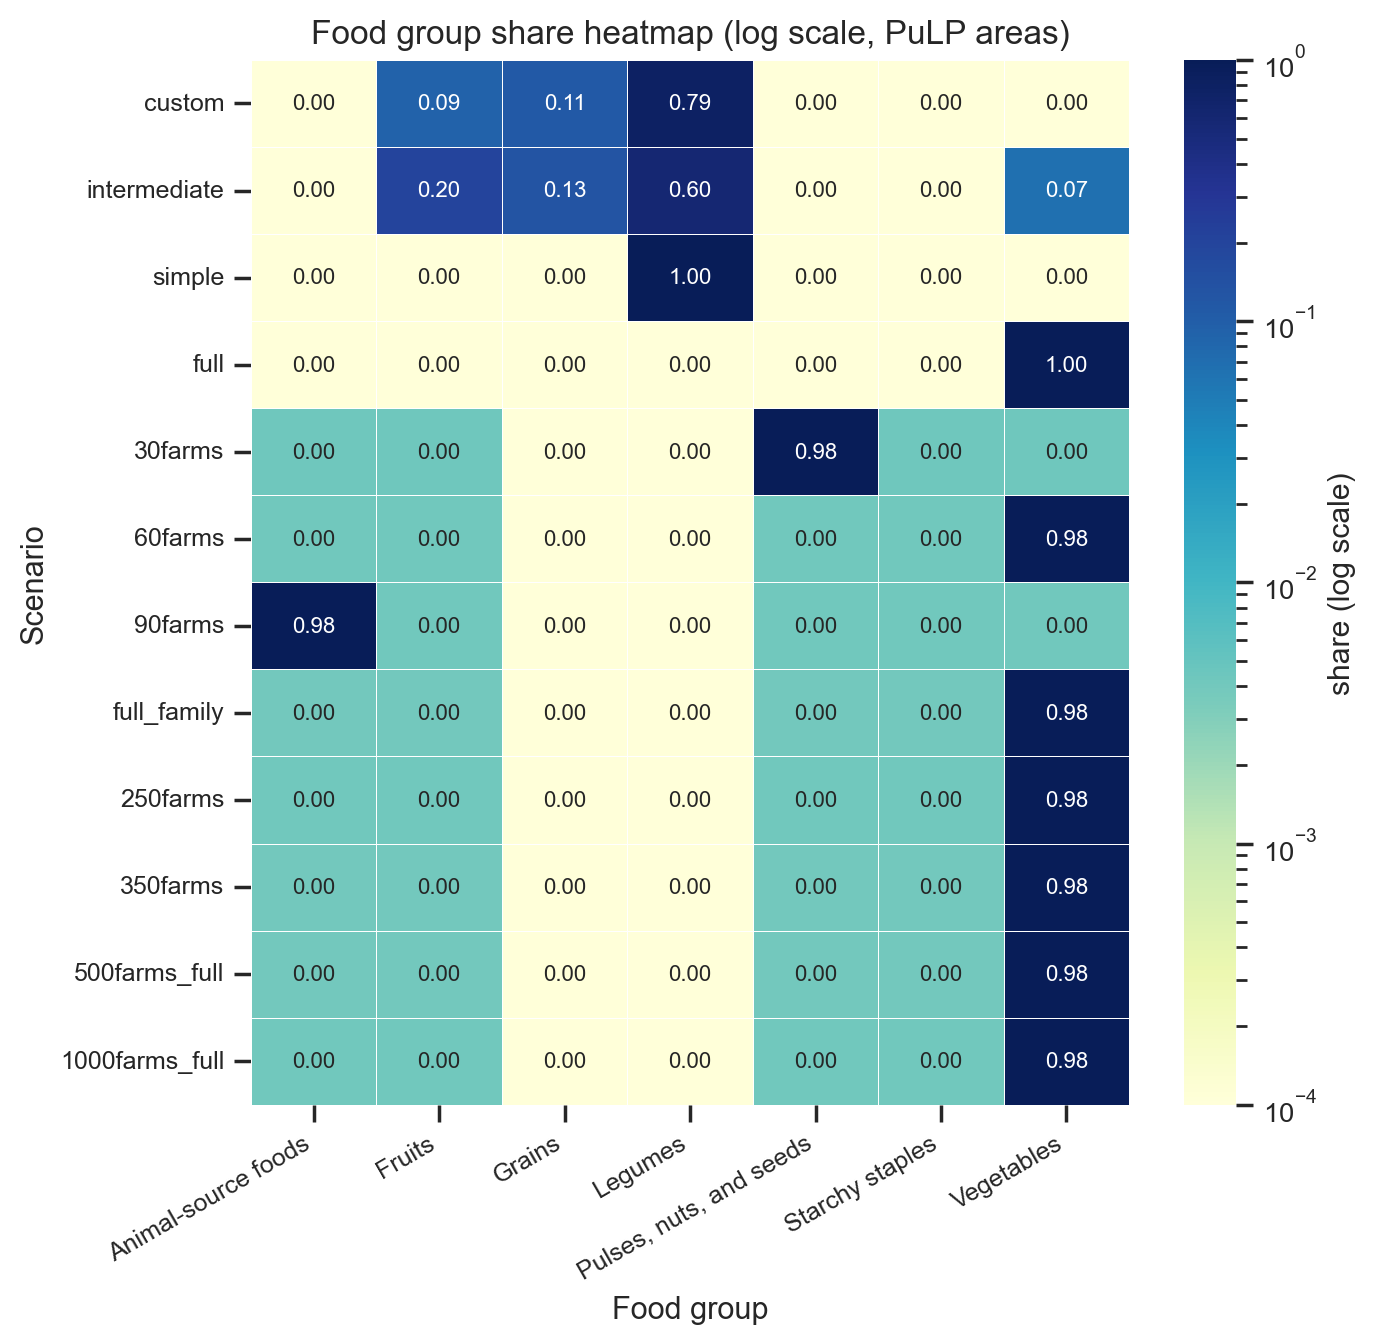 Food group share heatmap (log scale, PuLP areas)
custom 0.00 0.09 0.11 0.79 0.00 0.00 0.00
intermediate 0.00 0.20 0.13 0.60 0.00 0.00 0.07
simple 0.00 0.00 0.00 1.00 0.00 0.00 0.00
full 0.00 0.00 0.00 0.00 0.00 0.00 1.00
30farms 0.00 0.00 0.00 0.00 0.98 0.00 0.00
60farms 0.00 0.00 0.00 0.00 0.00 0.00 0.98
90farms 0.98 0.00 0.00 0.00 0.00 0.00 0.00
full_family 0.00 0.00 0.00 0.00 0.00 0.00 0.98
250farms 0.00 0.00 0.00 0.00 0.00 0.00 0.98
350farms 0.00 0.00 0.00 0.00 0.00 0.00 0.98
500farms_full 0.00 0.00 0.00 0.00 0.00 0.00 0.98
1000farms_full 0.00 0.00 0.00 0.00 0.00 0.00 0.98
Scenario
Animal-source foods
Fruits
Grains
Legumes
Pulses, nuts, and seeds
Starchy staples
Vegetables
Food group
10⁰
10⁻¹
10⁻²
10⁻³
10⁻⁴
share (log scale)